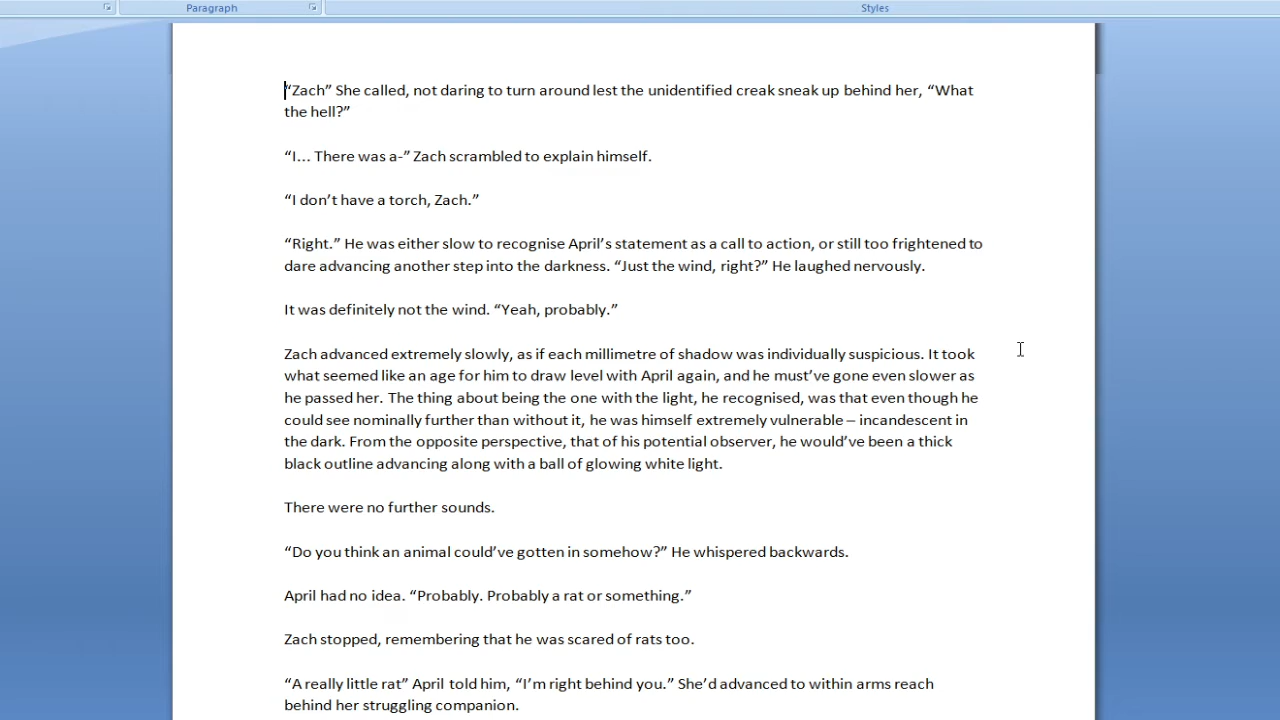 Paragraph
Styles
“Zach” She called, not daring to turn around lest the unidentified creak sneak up behind her, “What
the hell?”
“I... There was a-” Zach scrambled to explain himself.
“I don’t have a torch, Zach.”
“Right.” He was either slow to recognise April’s statement as a call to action, or still too frightened to
dare advancing another step into the darkness. “Just the wind, right?” He laughed nervously.
It was definitely not the wind. “Yeah, probably.”
Zach advanced extremely slowly, as if each millimetre of shadow was individually suspicious. It took
what seemed like an age for him to draw level with April again, and he must’ve gone even slower as
he passed her. The thing about being the one with the light, he recognised, was that even though he
could see nominally further than without it, he was himself extremely vulnerable – incandescent in
the dark. From the opposite perspective, that of his potential observer, he would’ve been a thick
black outline advancing along with a ball of glowing white light.
There were no further sounds.
“Do you think an animal could’ve gotten in somehow?” He whispered backwards.
April had no idea. “Probably. Probably a rat or something.”
Zach stopped, remembering that he was scared of rats too.
“A really little rat” April told him, “I’m right behind you.” She’d advanced to within arms reach
behind her struggling companion.